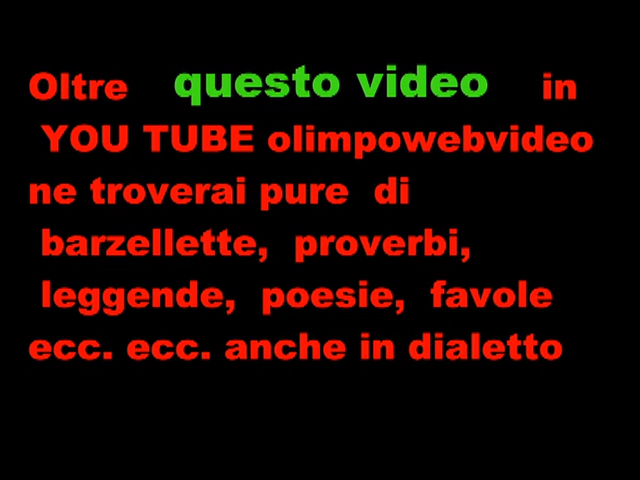 Oltre questo video in
YOU TUBE olimpowebvideo
ne troverai pure di
barzellette, proverbi,
leggende, poesie, favole
ecc. ecc. anche in dialetto